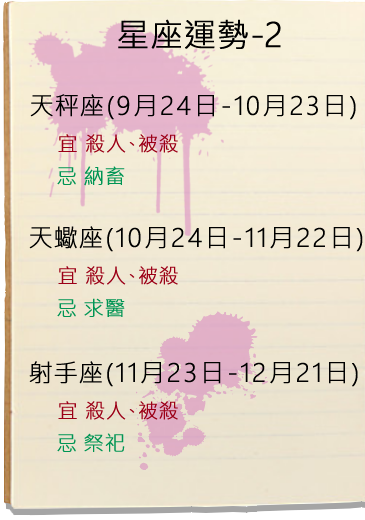 星座運勢-2
天秤座(9月24日-10月23日)
宜 殺人、被殺
忌 納畜
天蠍座(10月24日-11月22日)
宜 殺人、被殺
忌 求醫
射手座(11月23日-12月21日)
宜 殺人、被殺
忌 祭祀